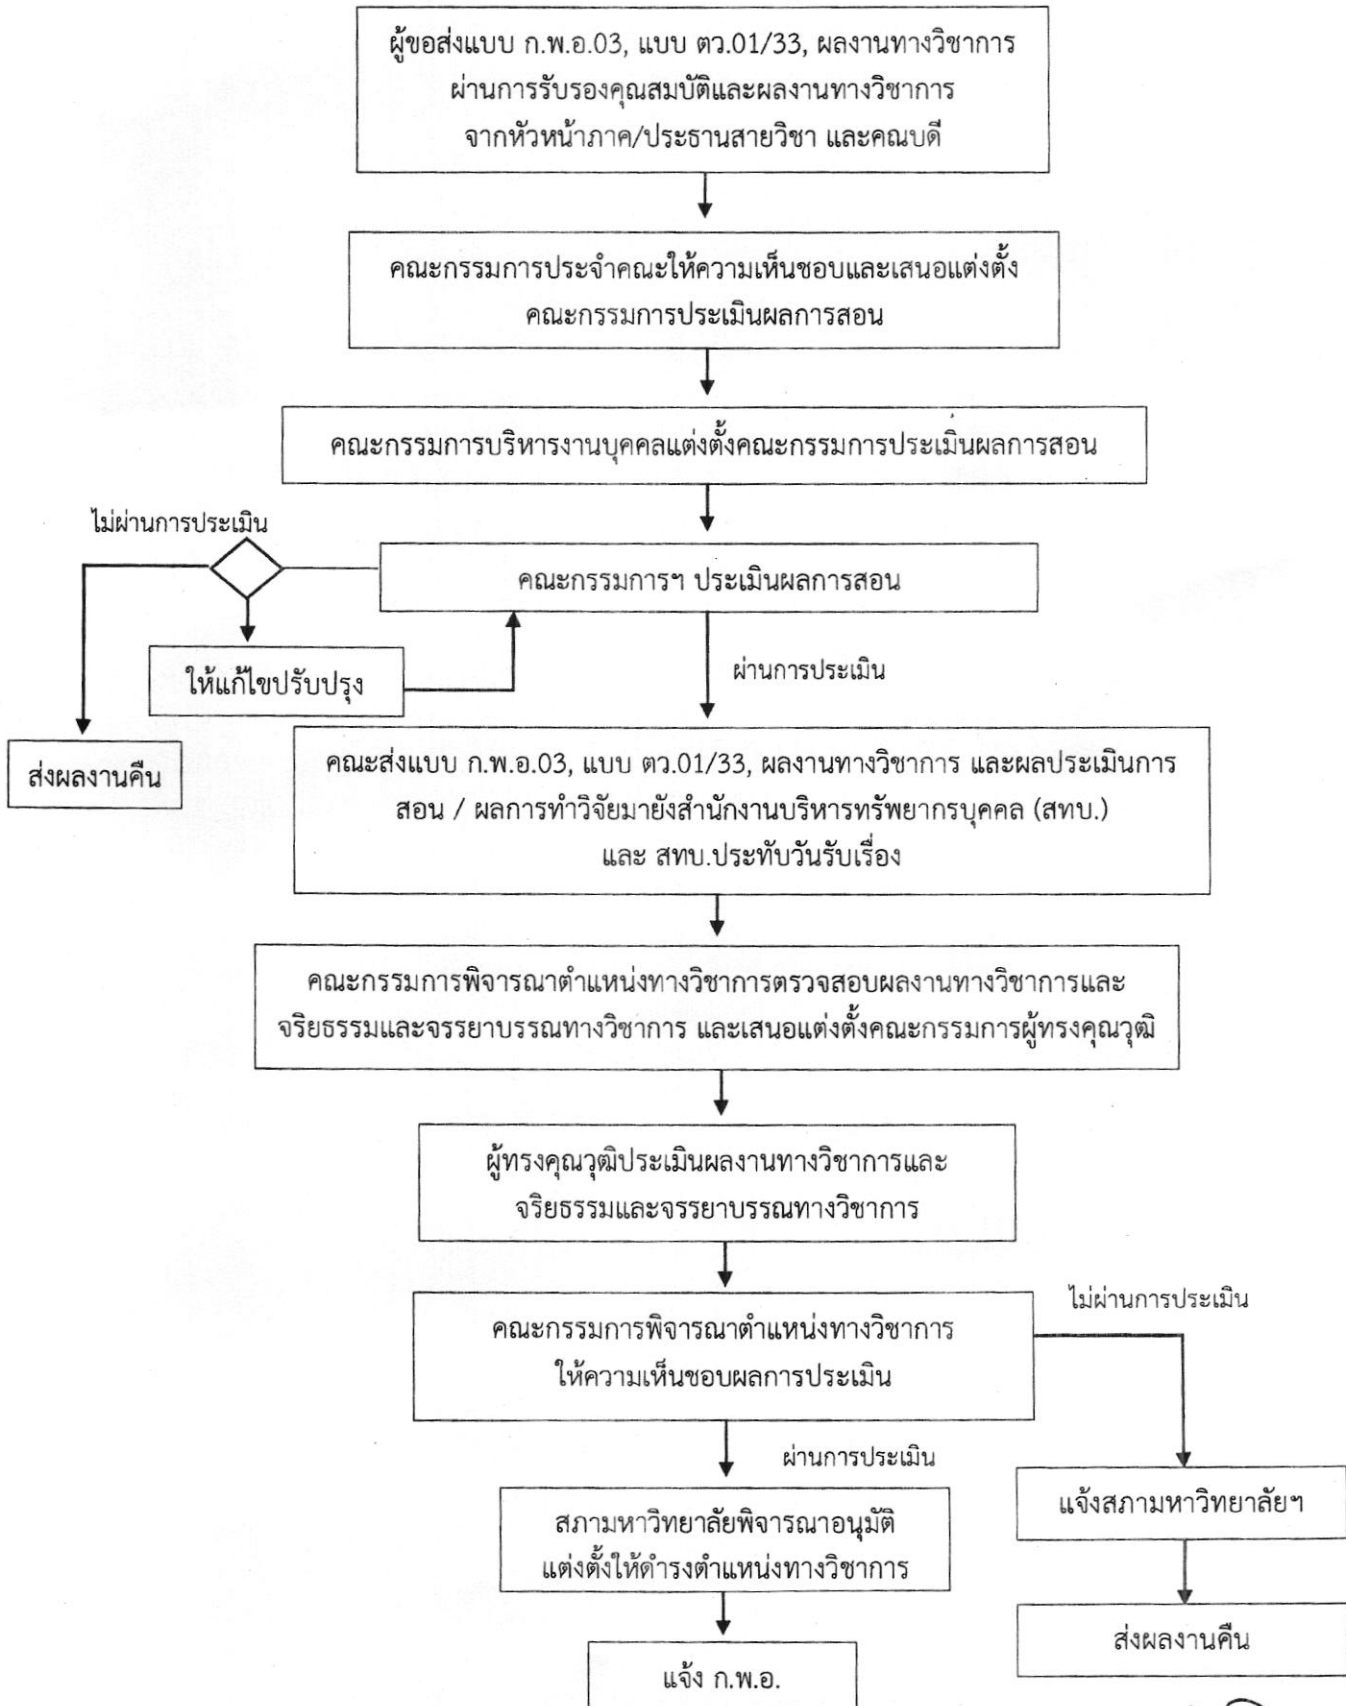 ผู้ขอส่งแบบ ก.พ.อ.03, แบบ ตว.01/33, ผลงานทางวิชาการ
ผ่านการรับรองคุณสมบัติและผลงานทางวิชาการ
จากหัวหน้าภาค/ประธานสายวิชา และคณบดี
คณะกรรมการประจำคณะให้ความเห็นชอบและเสนอแต่งตั้ง
คณะกรรมการประเมินผลการสอน
คณะกรรมการบริหารงานบุคคลแต่งตั้งคณะกรรมการประเมินผลการสอน
ไม่ผ่านการประเมิน
คณะกรรมการฯ ประเมินผลการสอน
ให้แก้ไขปรับปรุง
ผ่านการประเมิน
ส่งผลงานคืน
คณะส่งแบบ ก.พ.อ.03, แบบ ตว.01/33, ผลงานทางวิชาการ และผลประเมินการ
สอน / ผลการทำวิจัยมายังสำนักงานบริหารทรัพยากรบุคคล (สทบ.)
และ สทบ.ประทับวันรับเรื่อง
คณะกรรมการพิจารณาตำแหน่งทางวิชาการตรวจสอบผลงานทางวิชาการและ
จริยธรรมและจรรยาบรรณทางวิชาการ และเสนอแต่งตั้งคณะกรรมการผู้ทรงคุณวุฒิ
ผู้ทรงคุณวุฒิประเมินผลงานทางวิชาการและ
จริยธรรมและจรรยาบรรณทางวิชาการ
คณะกรรมการพิจารณาตำแหน่งทางวิชาการ
ให้ความเห็นชอบผลการประเมิน
ไม่ผ่านการประเมิน
ผ่านการประเมิน
สภามหาวิทยาลัยพิจารณาอนุมัติ
แต่งตั้งให้ดำรงตำแหน่งทางวิชาการ
แจ้งสภามหาวิทยาลัยฯ
ส่งผลงานคืน
แจ้ง ก.พ.อ.